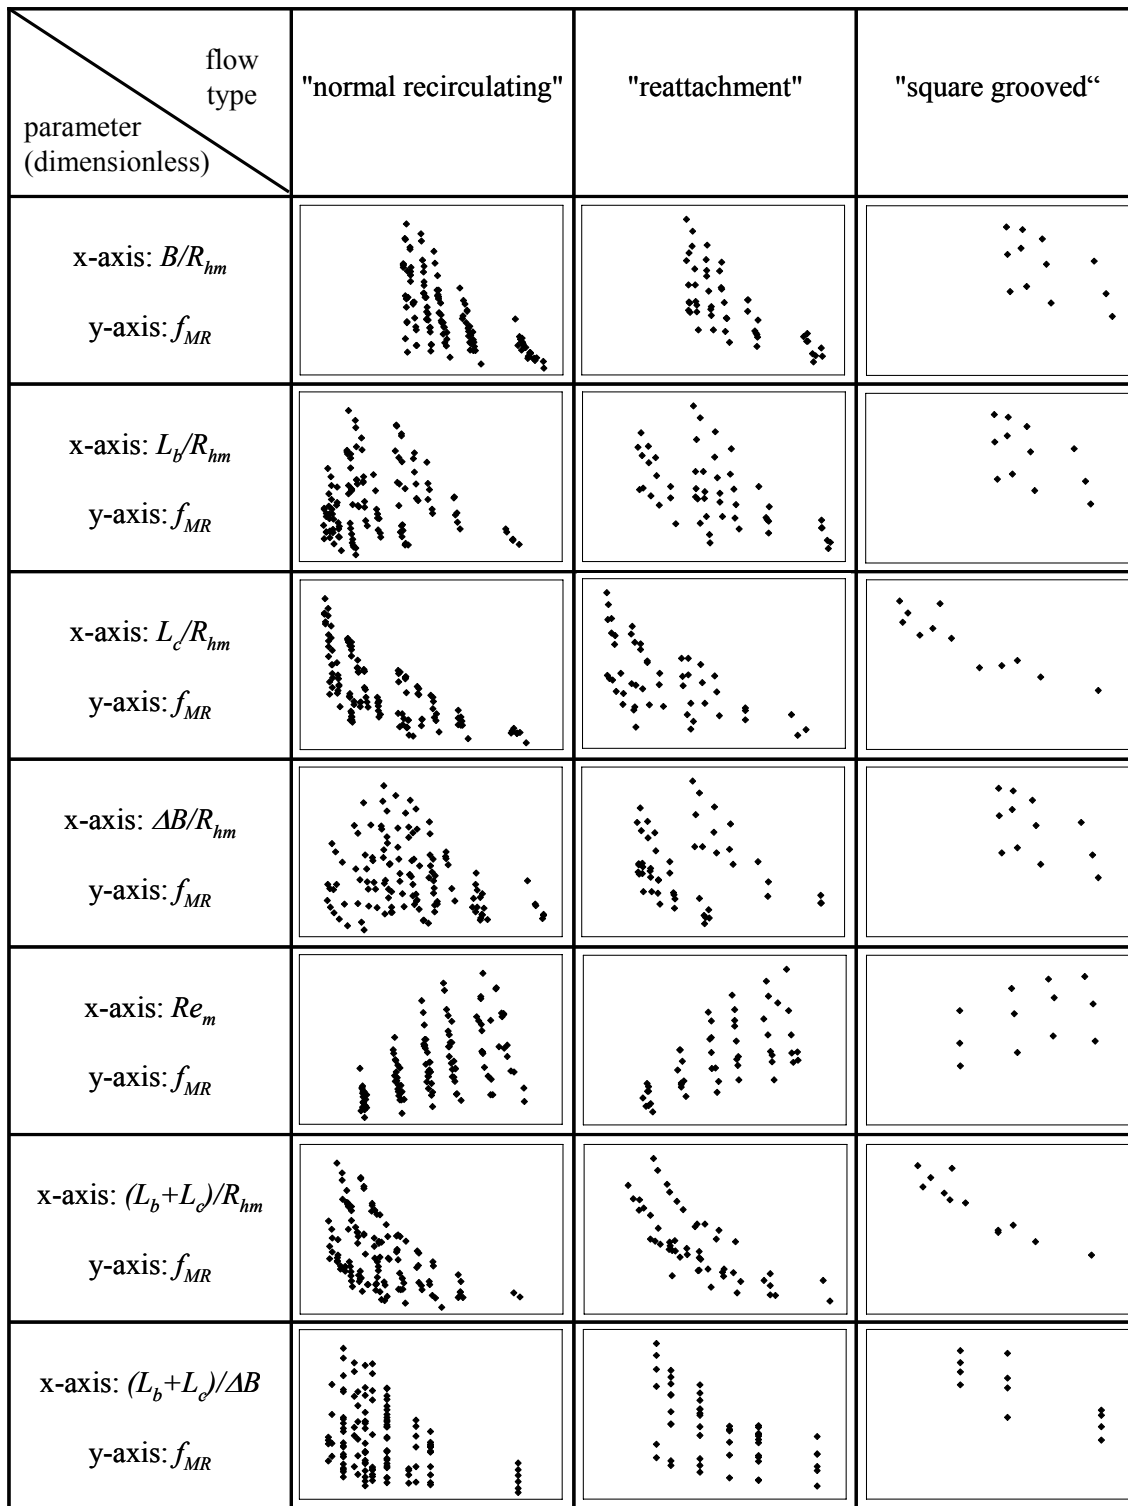 flow
type
parameter
(dimensionless)
"normal recirculating"
"reattachment"
"square grooved“
x-axis: B/R_hm
y-axis: f_MR
x-axis: L_b/R_hm
y-axis: f_MR
x-axis: L_c/R_hm
y-axis: f_MR
x-axis: ΔB/R_hm
y-axis: f_MR
x-axis: Re_m
y-axis: f_MR
x-axis: (L_b+L_c)/R_hm
y-axis: f_MR
x-axis: (L_b+L_c)/ΔB
y-axis: f_MR